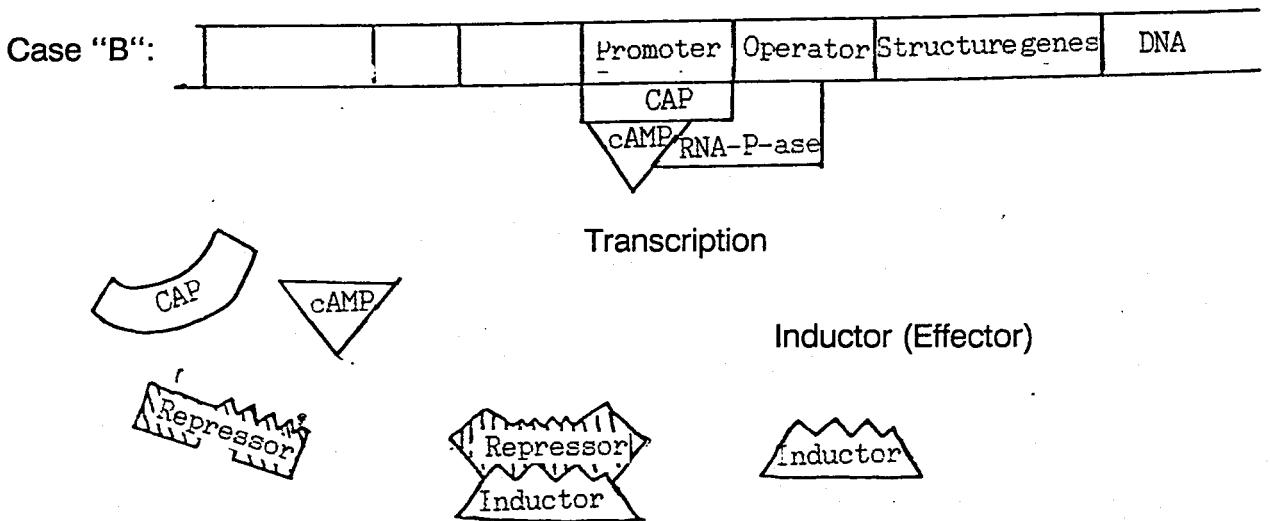 Case “B“:
Promoter Operator Structure genes DNA
CAP
cAMP RNA-P-ase
Transcription
CAP cAMP
Inductor (Effector)
Repressor Repressor Inductor
Inductor